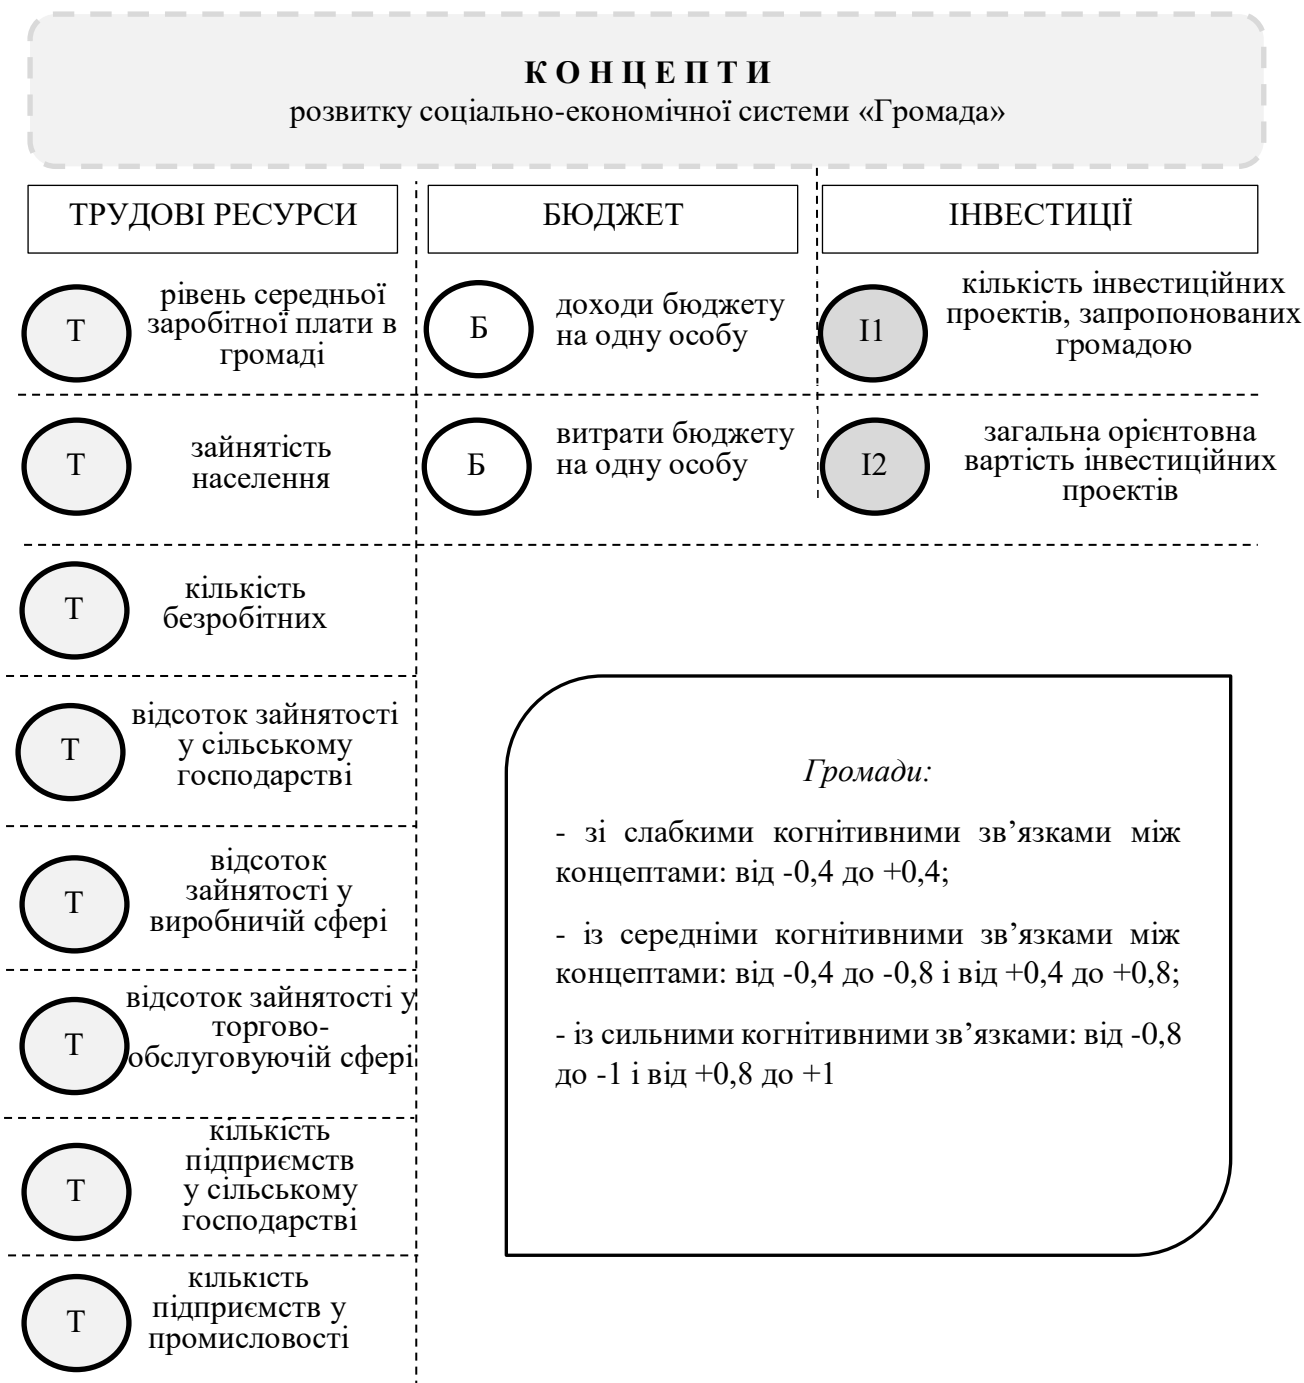 К О Н Ц Е П Т И
розвитку соціально-економічної системи «Громада»
ТРУДОВІ РЕСУРСИ
БЮДЖЕТ
ІНВЕСТИЦІЇ
Т
рівень середньої
заробітної плати в
громаді
Б
доходи бюджету
на одну особу
І1
кількість інвестиційних
проектів, запропонованих
громадою
Т
зайнятість
населення
Б
витрати бюджету
на одну особу
І2
загальна орієнтовна
вартість інвестиційних
проектів
Т
кількість
безробітних
Т
відсоток зайнятості
у сільському
господарстві
Т
відсоток
зайнятості у
виробничій сфері
Т
відсоток зайнятості у
торгово-
обслуговуючій сфері
Т
кількість
підприємств
у сільському
господарстві
Т
кількість
підприємств у
промисловості
Громади:
- зі слабкими когнітивними зв’язками між
концептами: від -0,4 до +0,4;
- із середніми когнітивними зв’язками між
концептами: від -0,4 до -0,8 і від +0,4 до +0,8;
- із сильними когнітивними зв’язками: від -0,8
до -1 і від +0,8 до +1